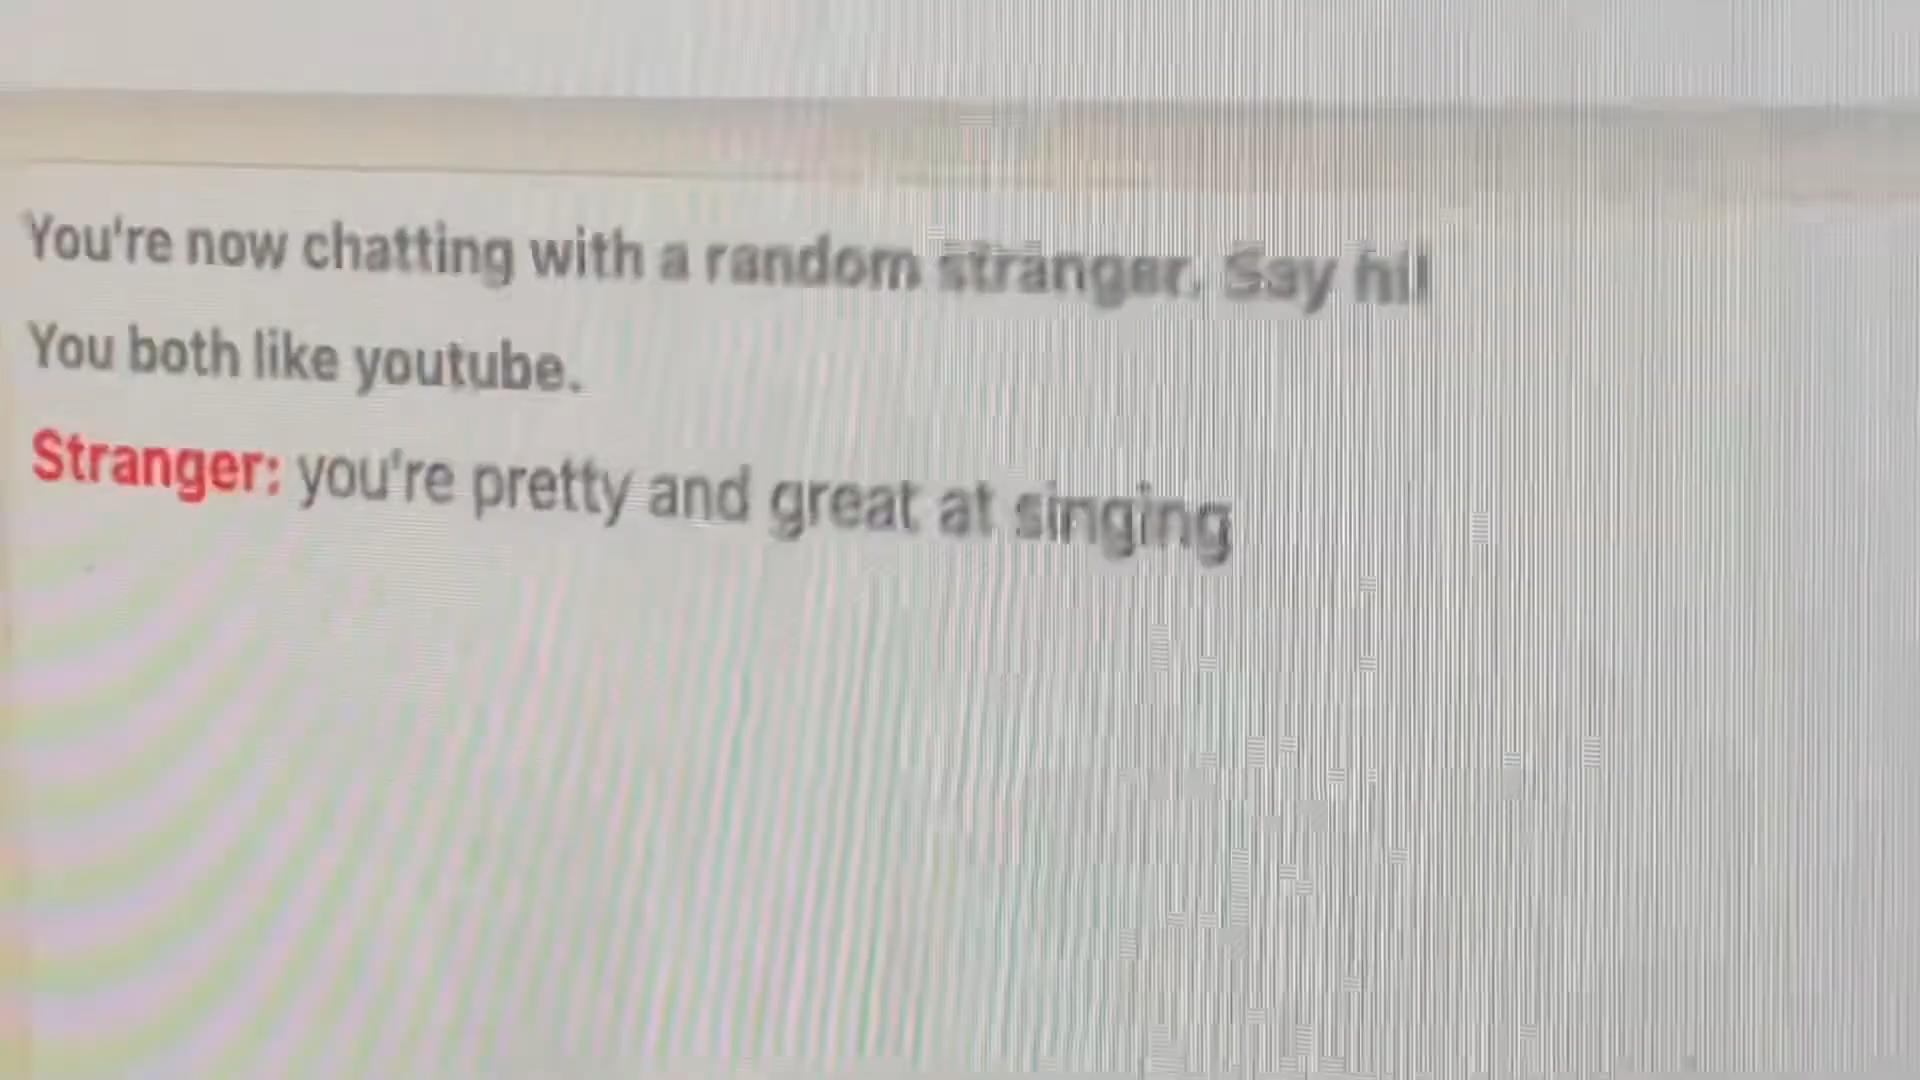 You're now chatting with a random stranger. Say hi!
You both like youtube.
Stranger: you're pretty and great at singing